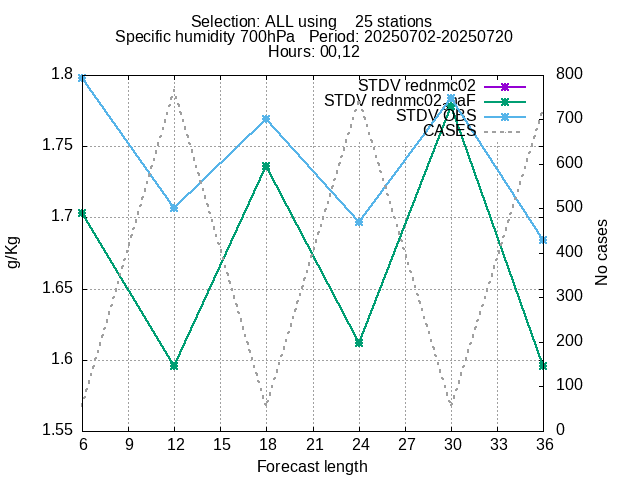 Selection: ALL using 25 stations
Specific humidity 700hPa Period: 20250702-20250720
Hours: 00,12
STDV rednmc02
STDV rednmc02
STDV OBS
CASES
1.8
1.75
1.7
1.65
1.6
1.55
g/Kg
800
700
600
500
400
300
200
100
0
No cases
6 9 12 15 18 21 24 27 30 33 36
Forecast length